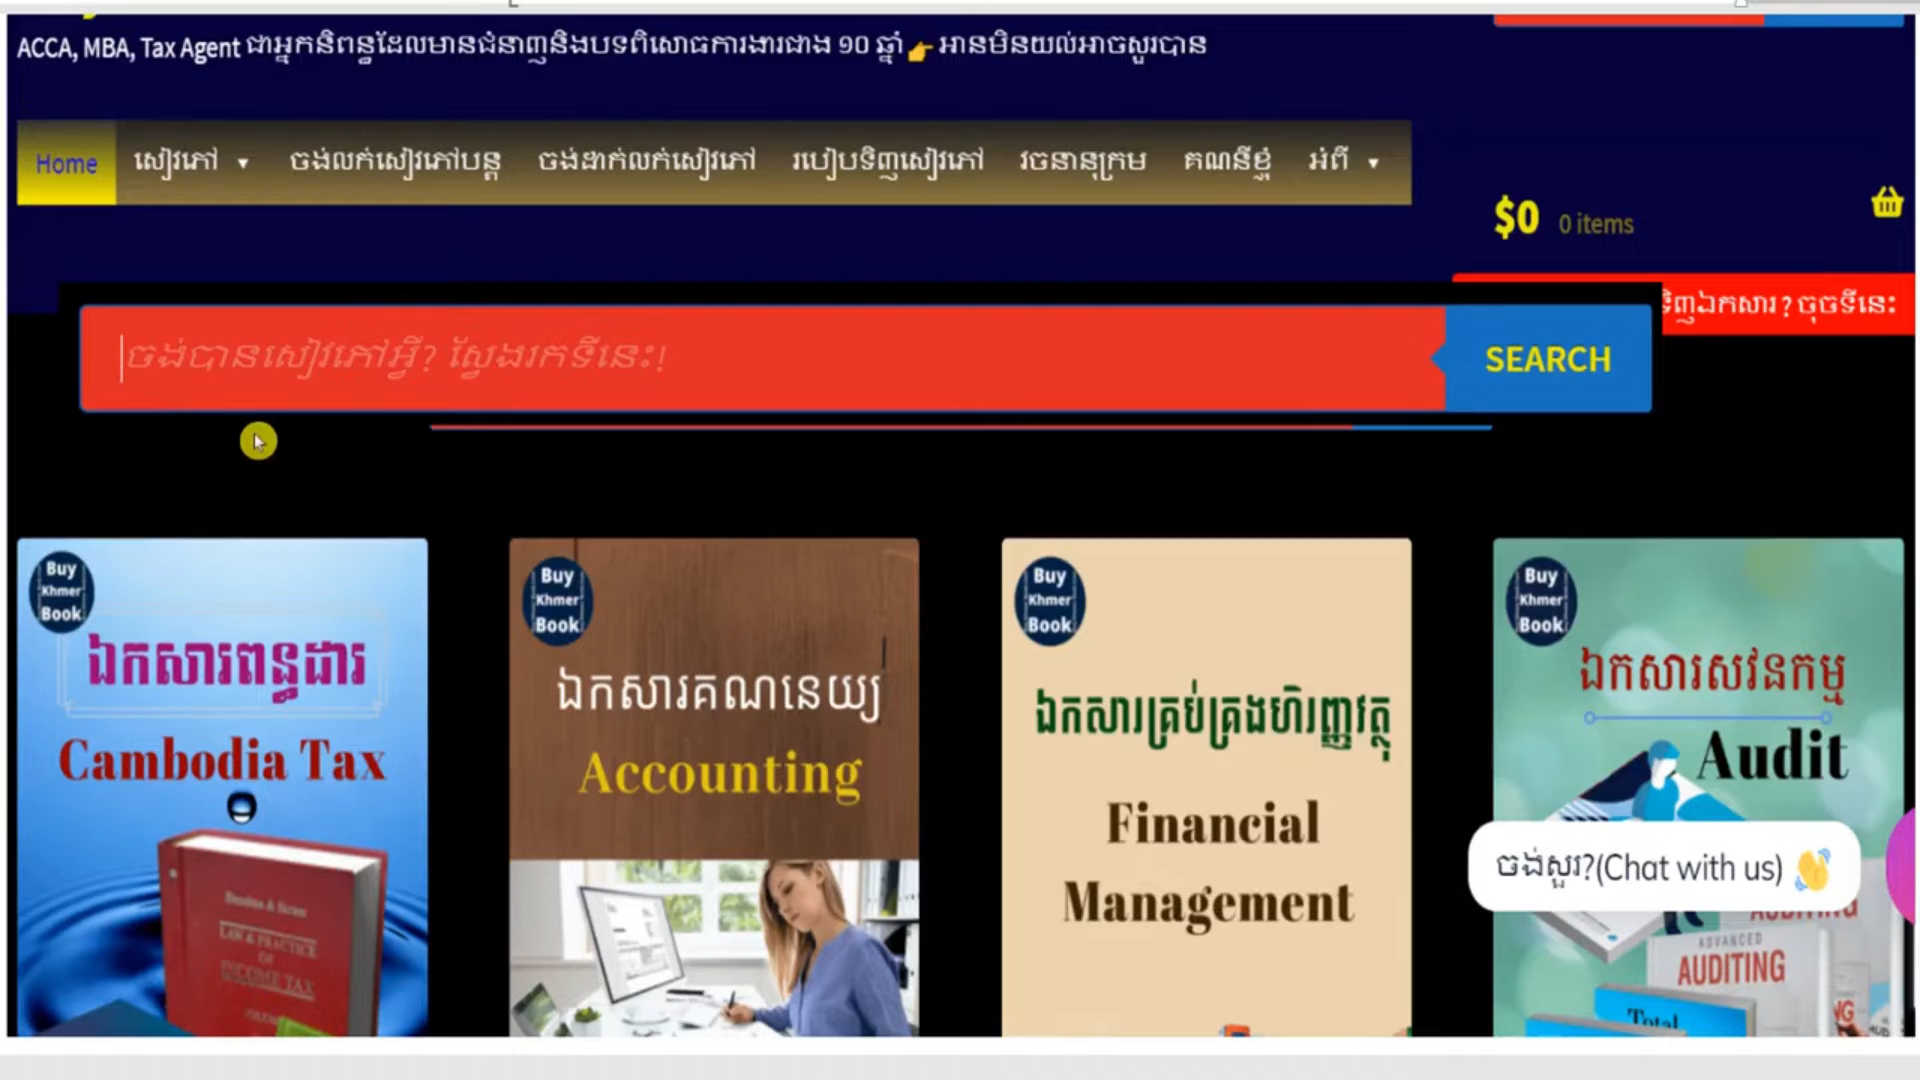 ACCA, MBA, Tax Agent ជាអ្នកនិពន្ធដែលមានជំនាញនិងបទពិសោធការងារជាង ១០ ឆ្នាំ 👉 អានមិនយល់អាចសួរបាន
Home សៀវភៅ ▼ ចង់លក់សៀវភៅបន្ត ចង់ដាក់លក់សៀវភៅ របៀបទិញសៀវភៅ វចនានុក្រម គណនីខ្ញុំ អំពី ▼
$0 0 items
ទិញឯកសារ ? ចុចទីនេះ
ចង់បានសៀវភៅអ្វី? ស្វែងរកទីនេះ!
SEARCH
Buy
Khmer
Book
ឯកសារពន្ធដារ
Cambodia Tax
LAW & PRACTICE
OF
INCOME TAX
Buy
Khmer
Book
ឯកសារគណនេយ្យ
Accounting
Buy
Khmer
Book
ឯកសារគ្រប់គ្រងហិរញ្ញវត្ថុ
Financial
Management
Buy
Khmer
Book
ឯកសារសវនកម្ម
Audit
ចង់សួរ?(Chat with us) 👋
AUDITING
ADVANCED
AUDITING
Total